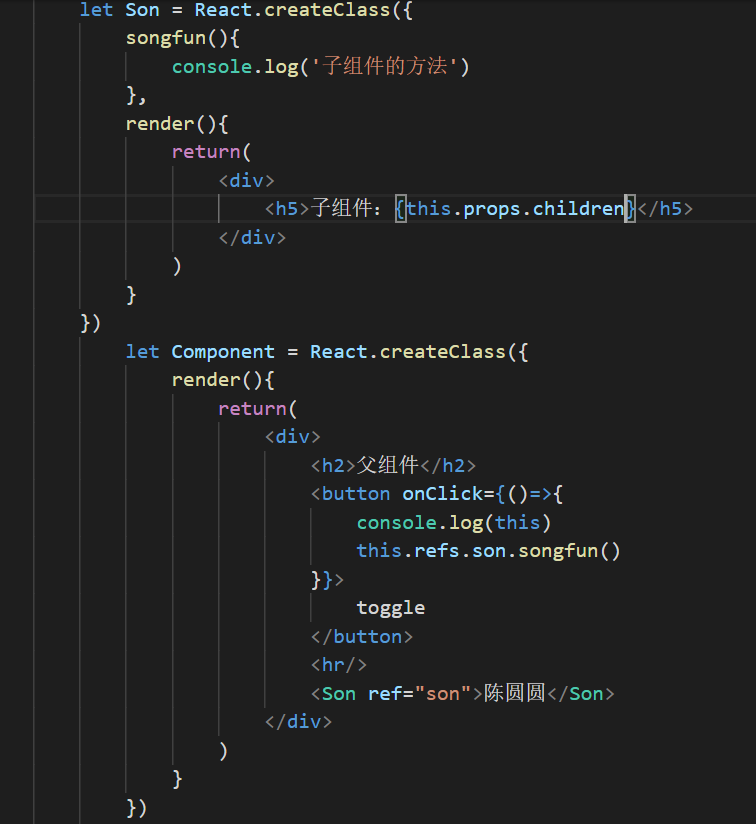 let Son = React.createClass({
songfun(){
console.log('子组件的方法')
},
render(){
return(
<div>
<h5>子组件：{this.props.children}</h5>
</div>
)
}
})
let Component = React.createClass({
render(){
return(
<div>
<h2>父组件</h2>
<button onClick={()=>{
console.log(this)
this.refs.son.songfun()
}}>
toggle
</button>
<hr/>
<Son ref="son">陈圆圆</Son>
</div>
)
}
})